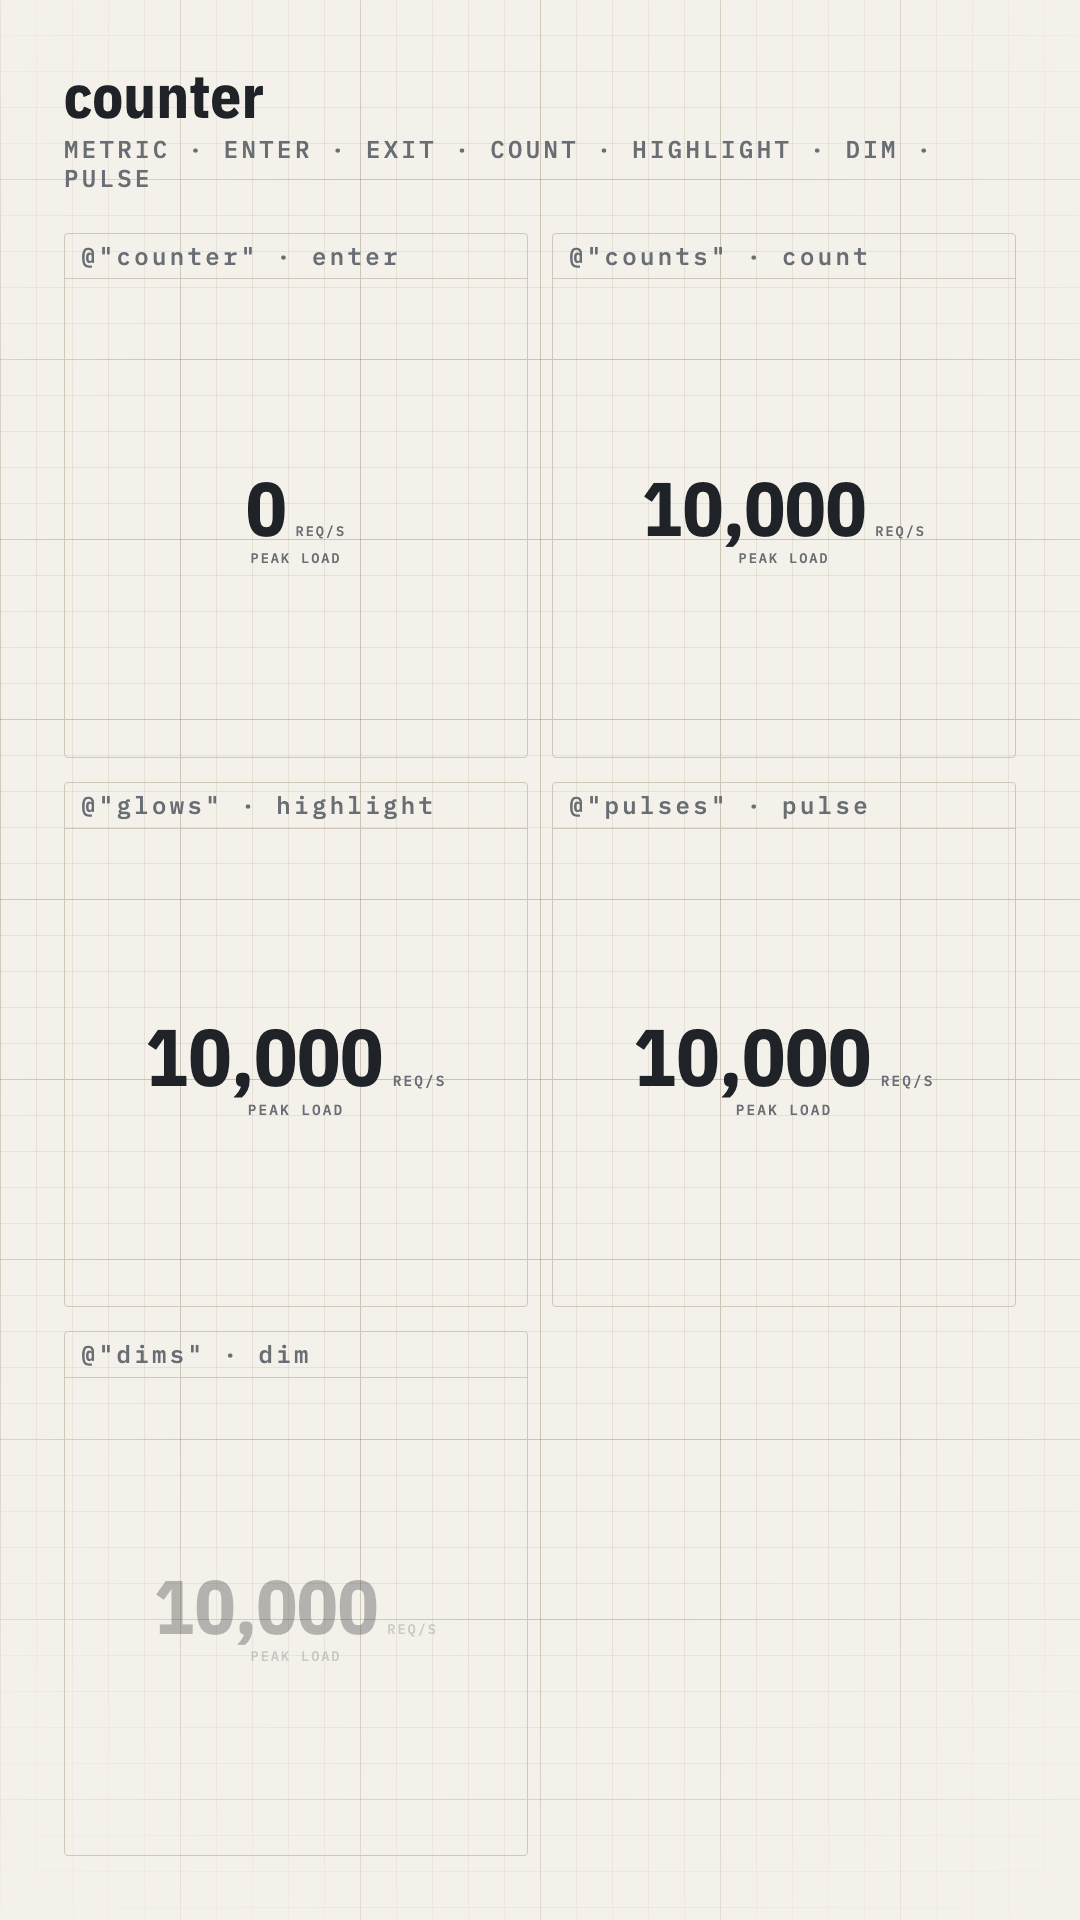 counter
METRIC · ENTER · EXIT · COUNT · HIGHLIGHT · DIM ·
PULSE
@"counter" · enter
0 REQ/S
PEAK LOAD
@"counts" · count
10,000 REQ/S
PEAK LOAD
@"glows" · highlight
10,000 REQ/S
PEAK LOAD
@"pulses" · pulse
10,000 REQ/S
PEAK LOAD
@"dims" · dim
10,000 REQ/S
PEAK LOAD